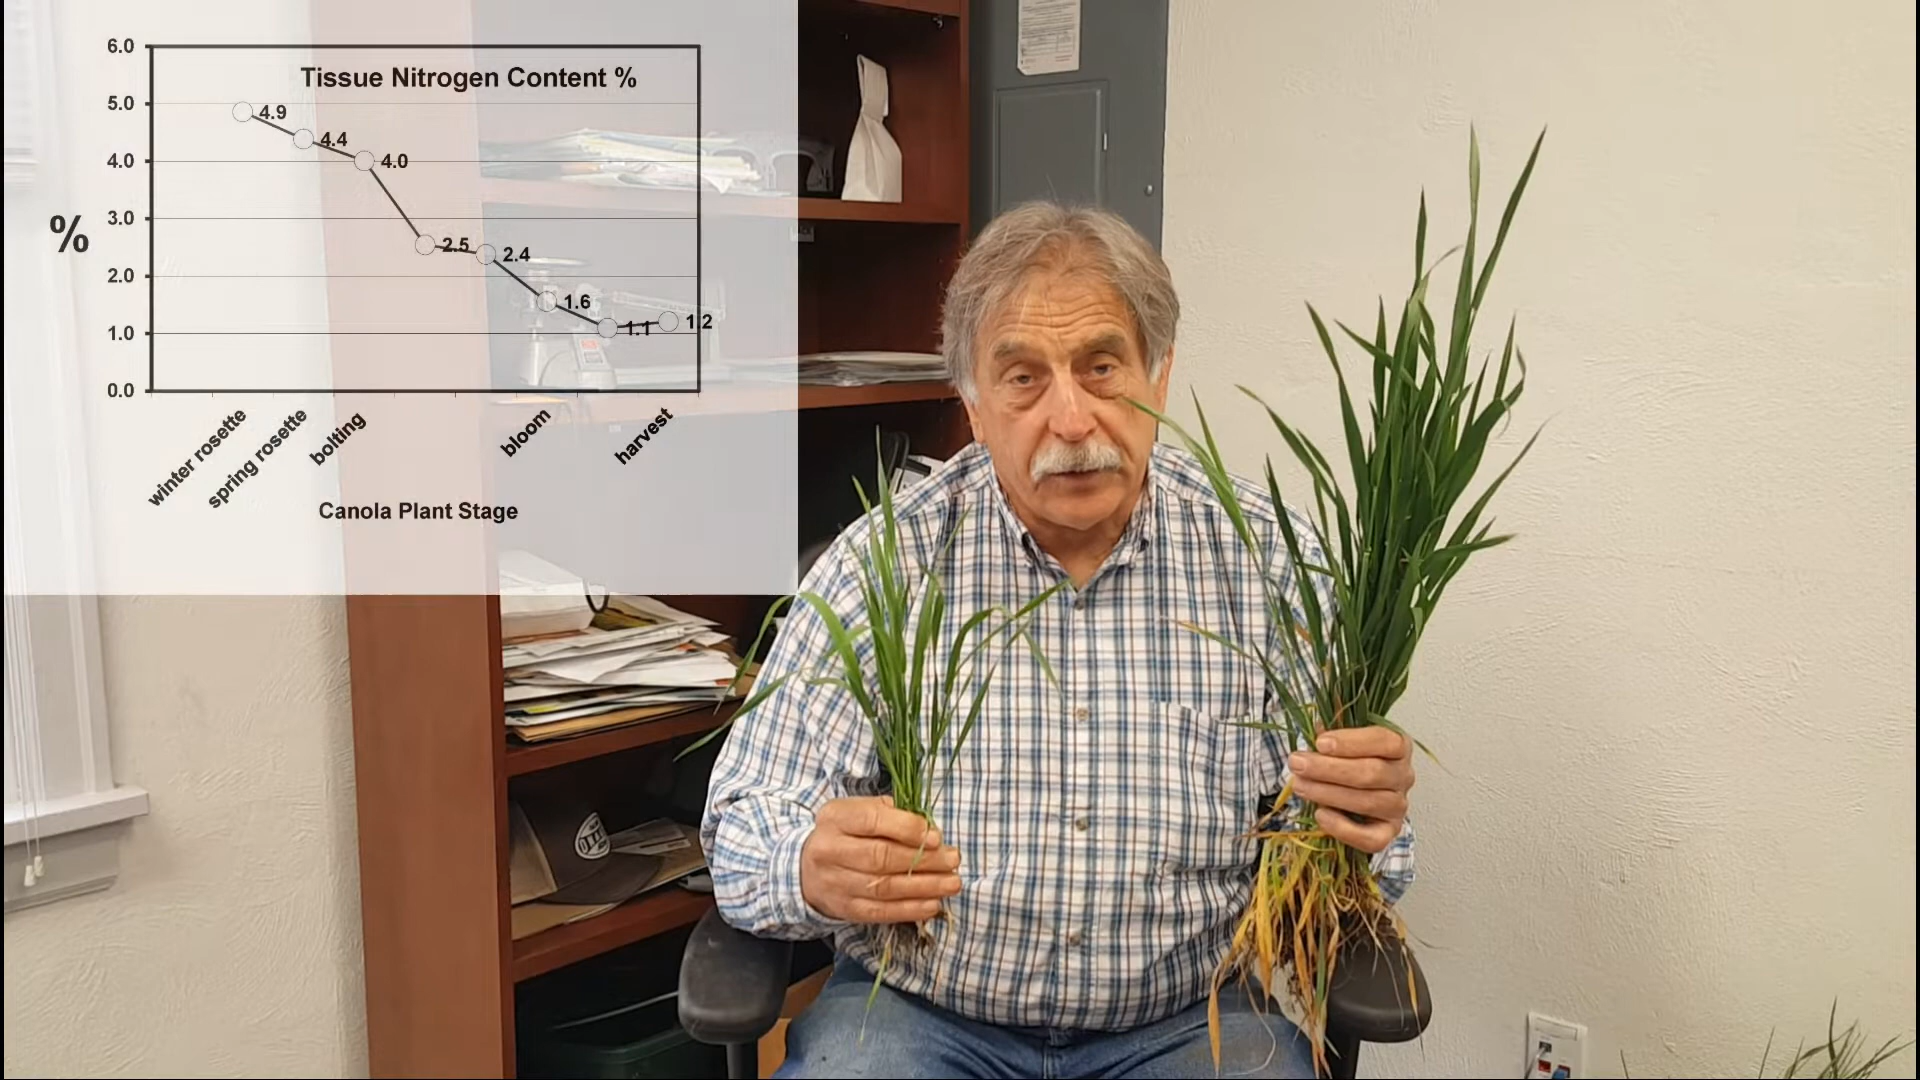 Tissue Nitrogen Content %
6.0
5.0
4.0
3.0
2.0
1.0
0.0
%
4.9
4.4
4.0
2.5
2.4
1.6
1.1
1.2
winter rosette
spring rosette
bolting
bloom
harvest
Canola Plant Stage